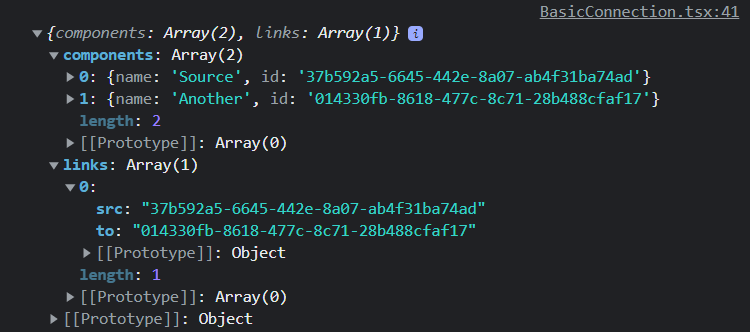 BasicConnection.tsx:41
▼{components: Array(2), links: Array(1)} i
▼components: Array(2)
▶0: {name: 'Source', id: '37b592a5-6645-442e-8a07-ab4f31ba74ad'}
▶1: {name: 'Another', id: '014330fb-8618-477c-8c71-28b488cfaf17'}
length: 2
▶[[Prototype]]: Array(0)
▼links: Array(1)
▼0:
src: "37b592a5-6645-442e-8a07-ab4f31ba74ad"
to: "014330fb-8618-477c-8c71-28b488cfaf17"
▶[[Prototype]]: Object
length: 1
▶[[Prototype]]: Array(0)
▶[[Prototype]]: Object